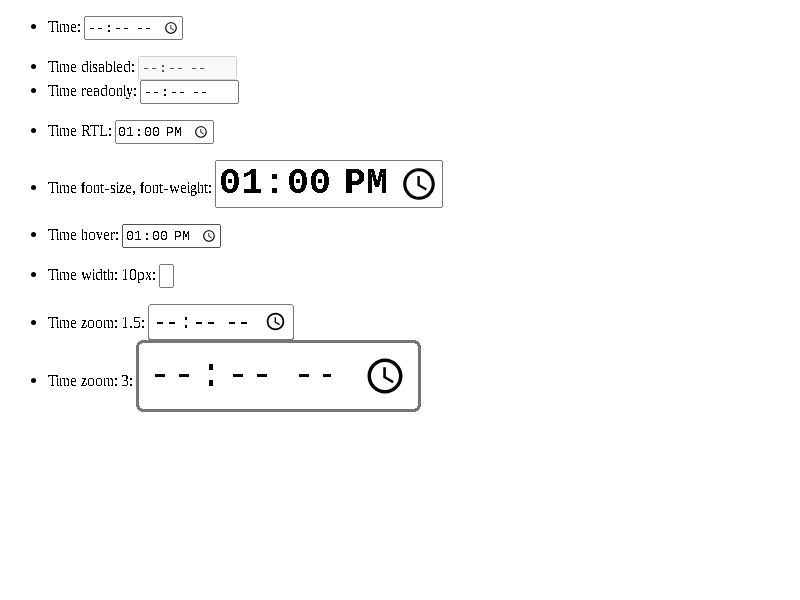 Time: --:-- --
Time disabled: --:-- --
Time readonly: --:-- --
Time RTL: 01:00 PM
Time font-size, font-weight: 01:00 PM
Time hover: 01:00 PM
Time width: 10px:
Time zoom: 1.5: --:-- --
Time zoom: 3: --:-- --